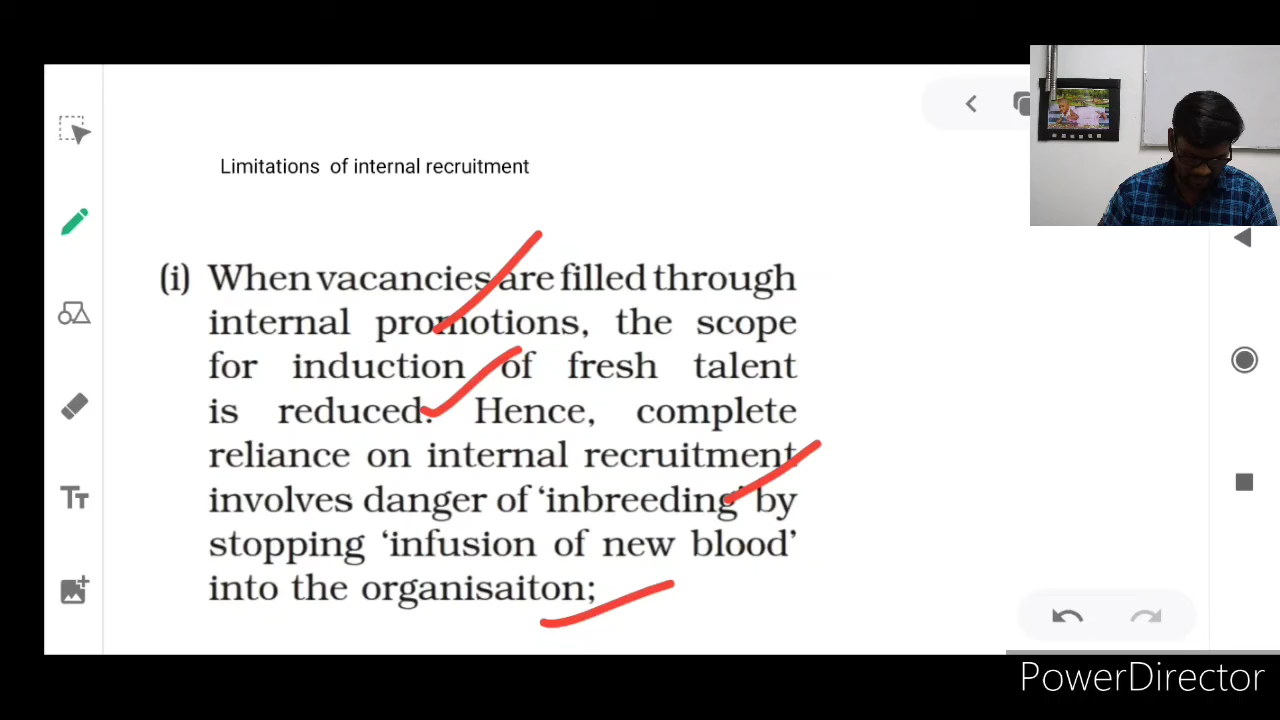 Limitations of internal recruitment
(i) When vacancies are filled through
internal promotions, the scope
for induction of fresh talent
is reduced. Hence, complete
reliance on internal recruitment
involves danger of ‘inbreeding’ by
stopping ‘infusion of new blood’
into the organisaiton;
Tт
PowerDirector